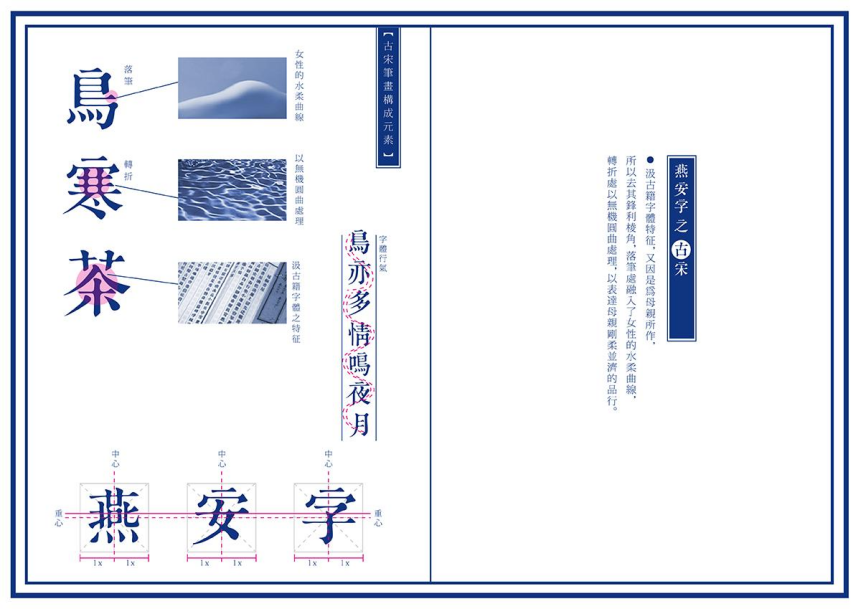 燕安字之古宋
●汲古籍字體特征，又因是爲母親所作，
所以去其鋒利棱角，落筆處融入了女性的水柔曲線，
轉折處以無機圓曲處理，以表達母親剛柔並濟的品行。
【古宋筆畫構成元素】
女性的水柔曲線
落筆
鳥
以無機圓曲處理
轉折
寒
汲古籍字體之特征
茶
字體行氣
鳥亦多情鳴夜月
中心
中心
中心
重心
燕
安
字
重心
1x
1x
1x
1x
1x
1x